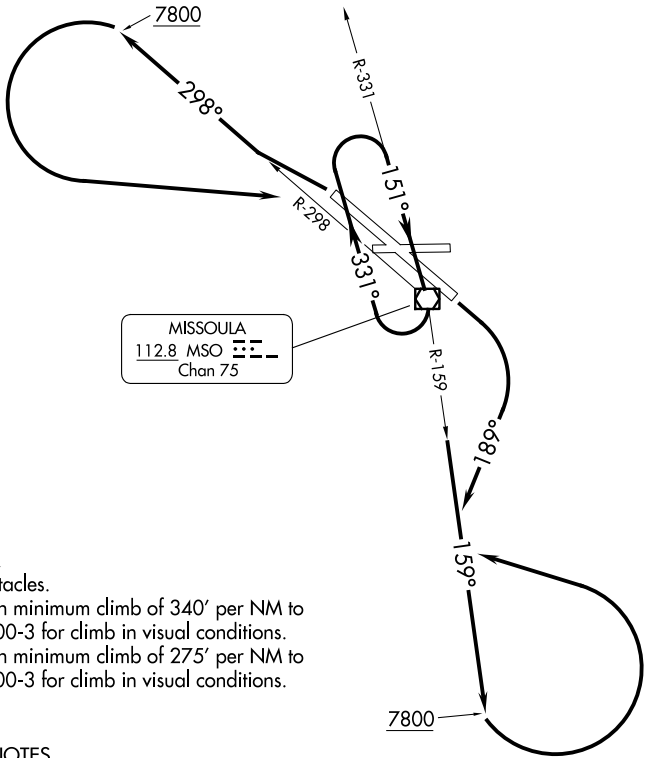 7800
298°
R-331
151°
R-298
331°
MISSOULA
112.8 MSO
Chan 75
R-159
189°
159°
tacles.
n minimum climb of 340' per NM to
00-3 for climb in visual conditions.
n minimum climb of 275' per NM to
00-3 for climb in visual conditions.
7800
NOTES